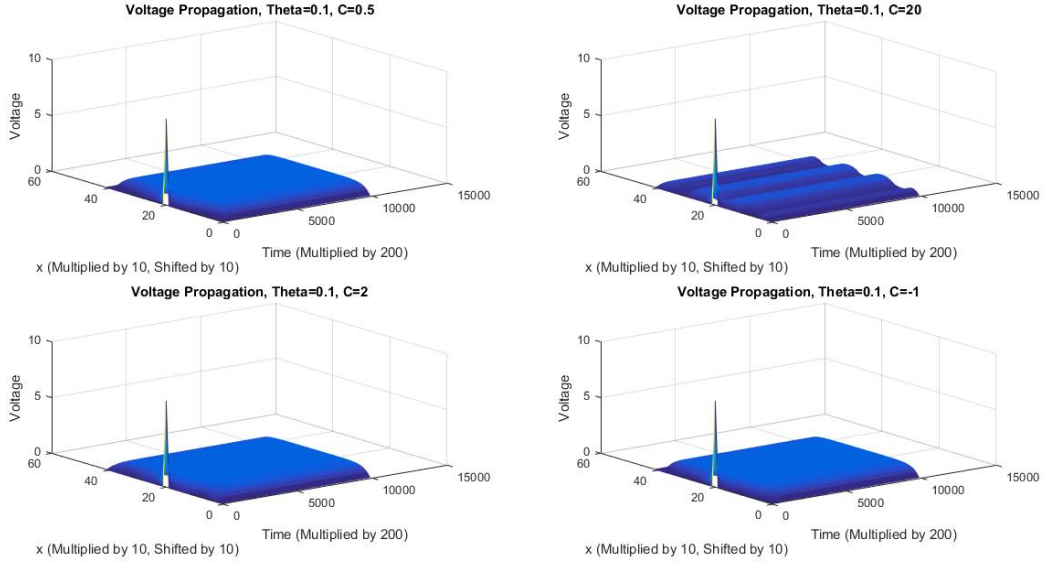 Voltage Propagation, Theta=0.1, C=0.5
10
5
0
Voltage
60
40
20
0
0
5000
10000
15000
Time (Multiplied by 200)
x (Multiplied by 10, Shifted by 10)
Voltage Propagation, Theta=0.1, C=20
10
5
0
Voltage
60
40
20
0
0
5000
10000
15000
Time (Multiplied by 200)
x (Multiplied by 10, Shifted by 10)
Voltage Propagation, Theta=0.1, C=2
10
5
0
Voltage
60
40
20
0
0
5000
10000
15000
Time (Multiplied by 200)
x (Multiplied by 10, Shifted by 10)
Voltage Propagation, Theta=0.1, C=-1
10
5
0
Voltage
60
40
20
0
0
5000
10000
15000
Time (Multiplied by 200)
x (Multiplied by 10, Shifted by 10)